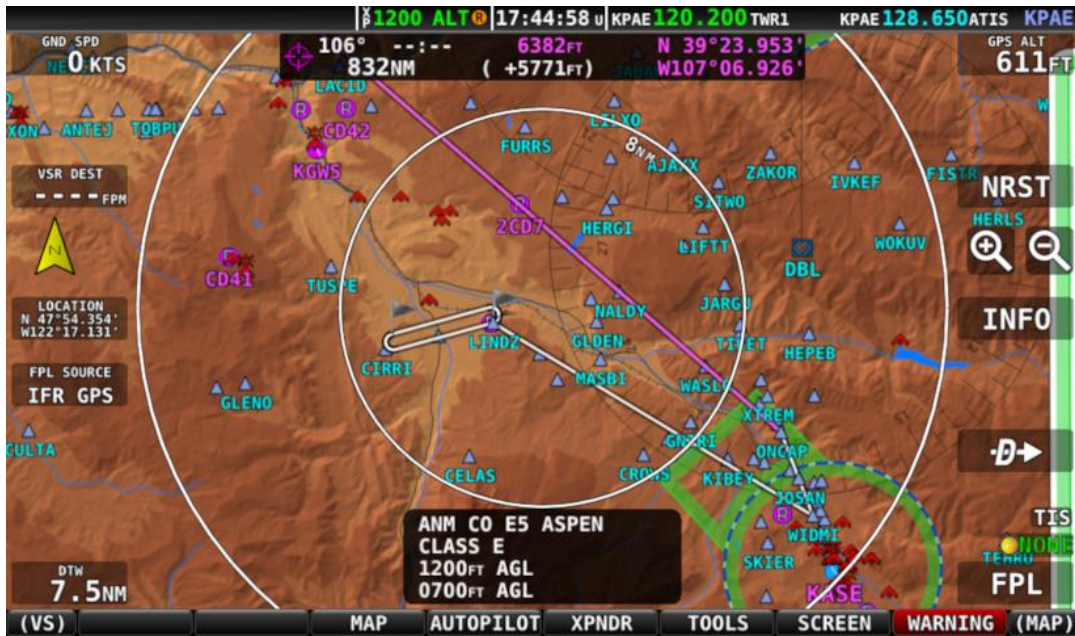 XP 1200 ALT R 17:44:58 U KPAE 120.200 TWR1 KPAE 128.650 ATIS KPAE
GND SPD
0 KTS
106° --:-- 6382FT N 39°23.953'
832NM ( +5771FT) W107°06.926'
GPS ALT
611FT
LACID
XON ANTEJ TOBPU
R R
CD42
KGWS
FURRS
LILXO
8NM
AJAXX
ZAKOR
IVKEF
FISTR
SITWO
VSR DEST
----FPM
NRST
HERLS
R
2CD7
HERGI
LIFTT
WOKUV
DBL
N
CD41
TUSPE
JARGU
NALDY
LOCATION
N 47°54.354'
W122°17.131'
INFO
LINDZ
GLDEN
HEPEB
CIRRI
MASBI
FPL SOURCE
IFR GPS
GLENO
XTREM
CULTA
ONCAP
D
CELAS
KIBEY
JOSAN
R
WIDMI
TIS
NONE
SKIER
ANM CO E5 ASPEN
CLASS E
1200FT AGL
0700FT AGL
DTW
7.5NM
KASE
FPL
(VS) MAP AUTOPILOT XPNDR TOOLS SCREEN WARNING (MAP)